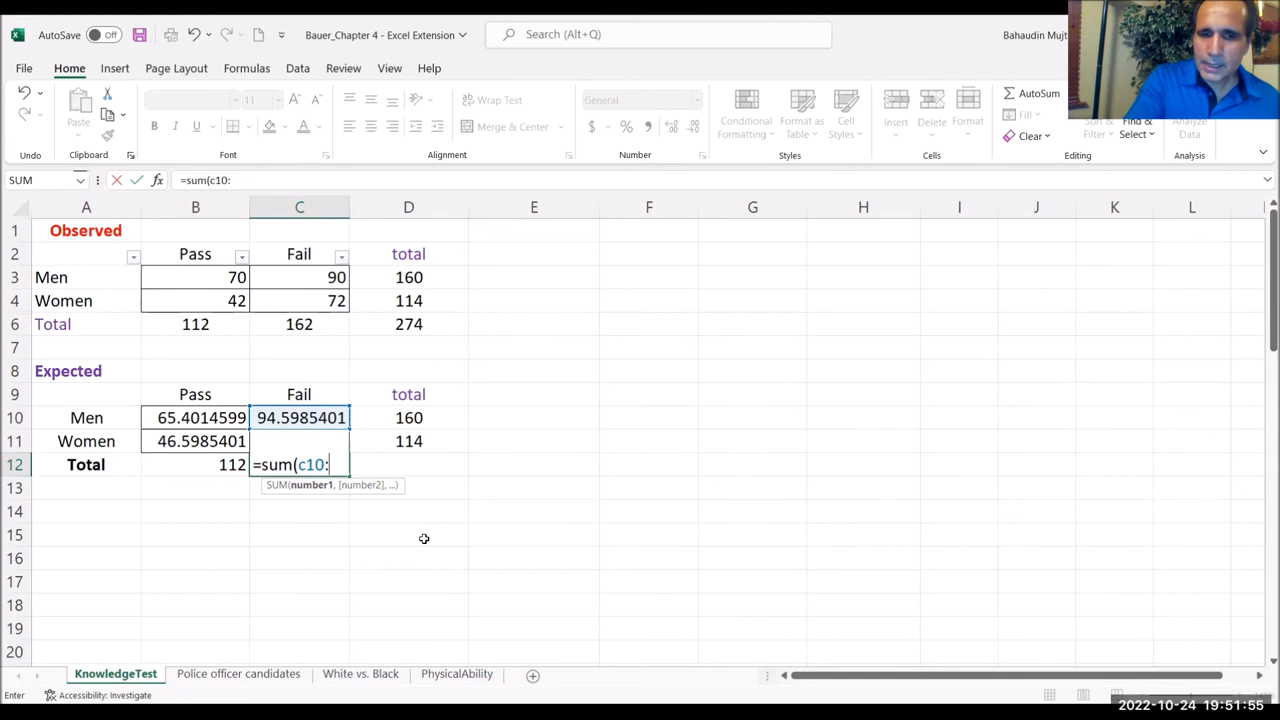 AutoSave Off Bauer_Chapter 4 - Excel Extension Search (Alt+Q) Bahaudin Mujt
File Home Insert Page Layout Formulas Data Review View Help
Paste 11 Wrap Text General Conditional Formatting Format as Table Cell Styles Insert Delete Format AutoSum
Merge & Center $ % Fill Sort & Filter Find & Select Analyze Data
Clear
Undo Clipboard Font Alignment Number Styles Cells Editing Analysis
SUM fx =sum(c10:
A B C D E F G H I J K L
1 Observed
2 Pass Fail total
3 Men 70 90 160
4 Women 42 72 114
6 Total 112 162 274
7
8 Expected
9 Pass Fail total
10 Men 65.4014599 94.5985401 160
11 Women 46.5985401 114
12 Total 112 =sum(c10:
13 SUM(number1, [number2], ...)
14
15
16
17
18
19
20
KnowledgeTest Police officer candidates White vs. Black PhysicalAbility
Enter Accessibility: Investigate
2022-10-24 19:51:55